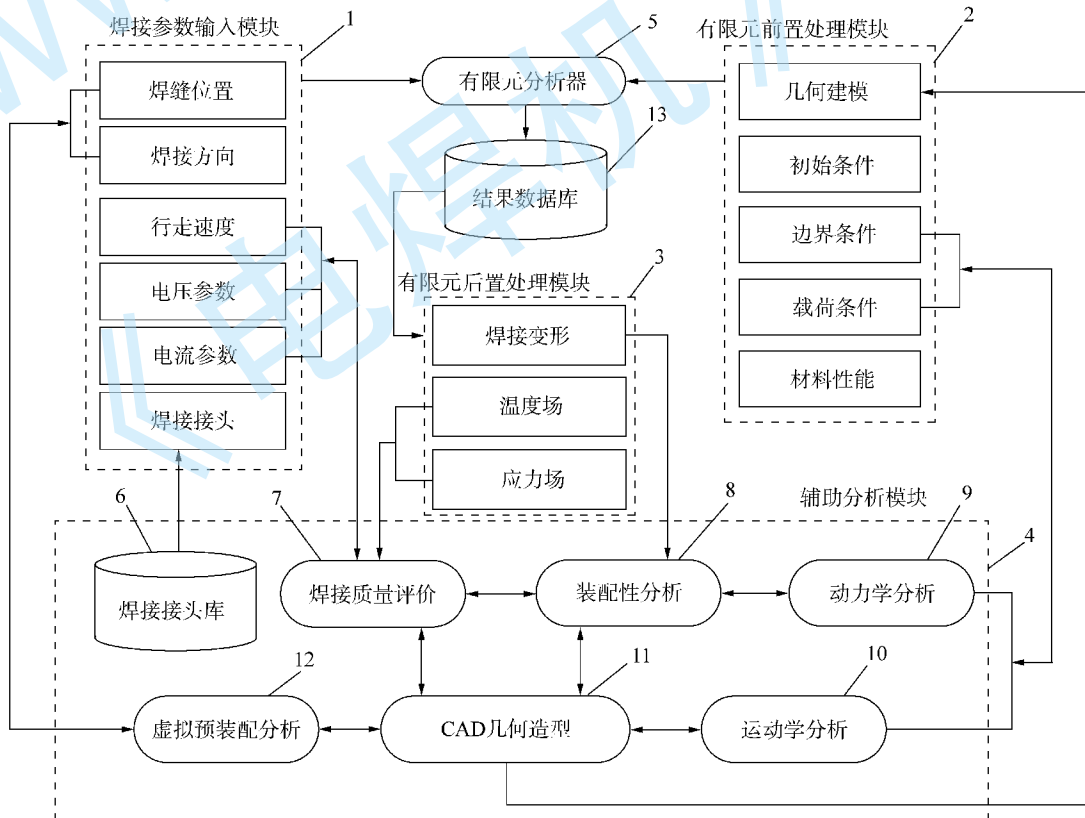 焊接参数输入模块
1
焊缝位置
焊接方向
行走速度
电压参数
电流参数
焊接接头
5
有限元分析器
13
结果数据库
有限元前置处理模块
2
几何建模
初始条件
边界条件
载荷条件
材料性能
有限元后置处理模块
3
焊接变形
温度场
应力场
辅助分析模块
4
6
焊接接头库
7
焊接质量评价
8
装配性分析
9
动力学分析
12
虚拟预装配分析
11
CAD几何造型
10
运动学分析
《电焊机》